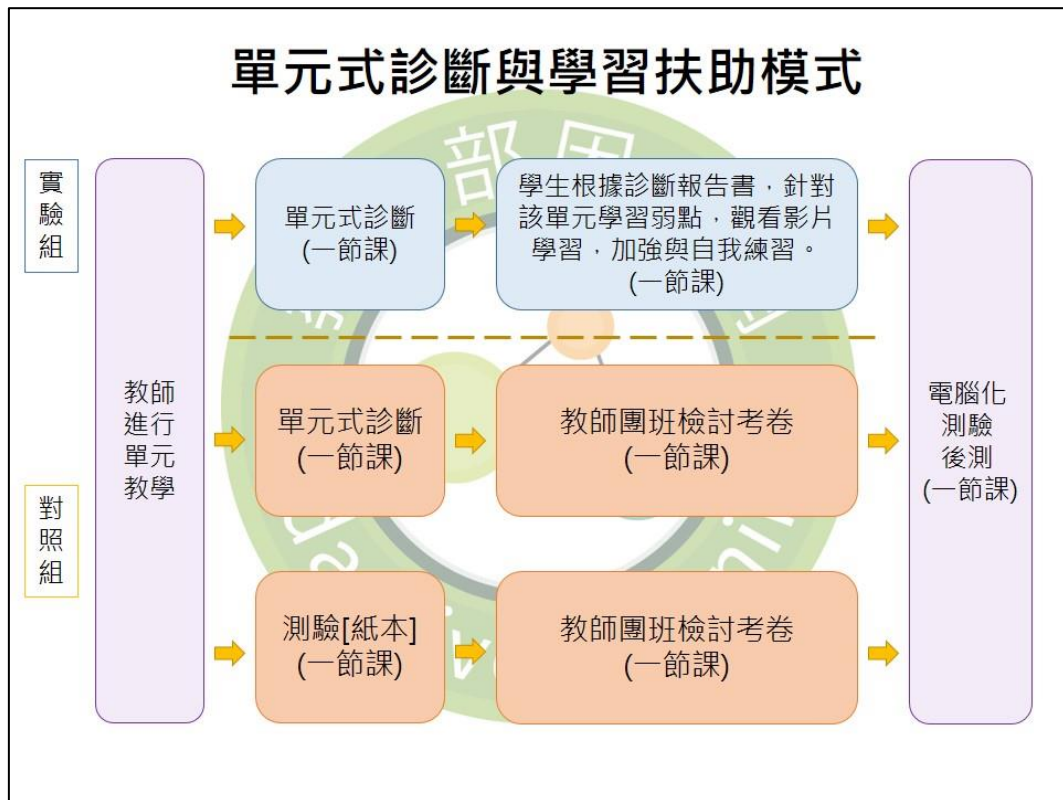 單元式診斷與學習扶助模式
實
驗
組
對
照
組
教師
進行
單元
教學
單元式診斷
(一節課)
學生根據診斷報告書，針對
該單元學習弱點，觀看影片
學習，加強與自我練習。
(一節課)
單元式診斷
(一節課)
教師團班檢討考卷
(一節課)
測驗[紙本]
(一節課)
教師團班檢討考卷
(一節課)
電腦化
測驗
後測
(一節課)
部因